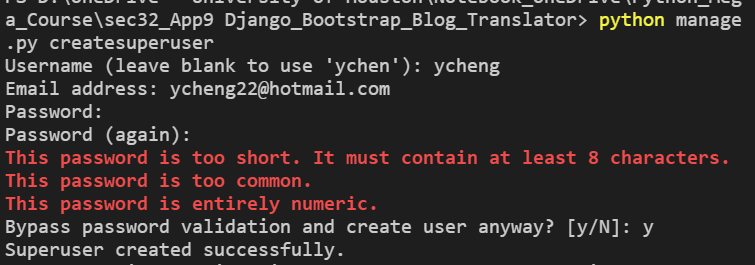 PS D:\OneDrive - University of Houston\Notebook_OneDrive\Python_Meg
a_Course\sec32_App9 Django_Bootstrap_Blog_Translator> python manage
.py createsuperuser
Username (leave blank to use 'ychen'): ycheng
Email address: ycheng22@hotmail.com
Password:
Password (again):
This password is too short. It must contain at least 8 characters.
This password is too common.
This password is entirely numeric.
Bypass password validation and create user anyway? [y/N]: y
Superuser created successfully.